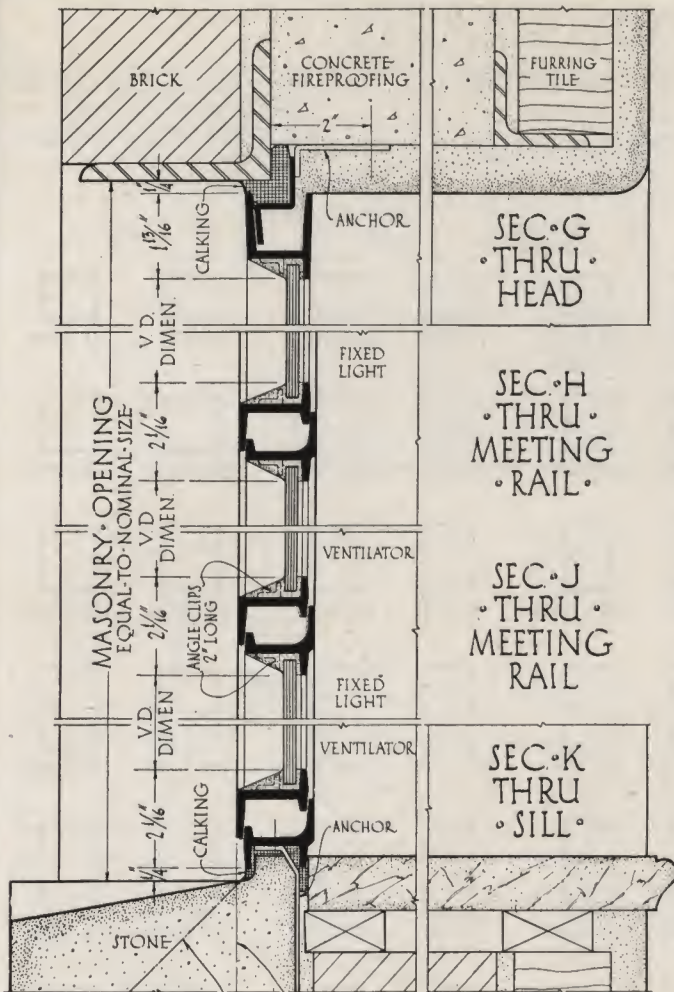 BRICK
CONCRETE
FIREPROOFING
FURRING
TILE
2"
1/4"
1 13/16"
CALKING
ANCHOR
SEC·G
·THRU·
HEAD
V.D.
DIMEN.
FIXED
LIGHT
MASONRY·OPENING
EQUAL·TO·NOMINAL·SIZE
2 1/16"
SEC·H
·THRU·
MEETING
·RAIL·
V.D.
DIMEN.
VENTILATOR
2 1/16"
ANGLE CLIPS
2" LONG
SEC·J
·THRU·
MEETING
RAIL
V.D.
DIMEN
FIXED
LIGHT
VENTILATOR
SEC·K
THRU
·SILL·
2 1/16"
CALKING
ANCHOR
1/4"
STONE